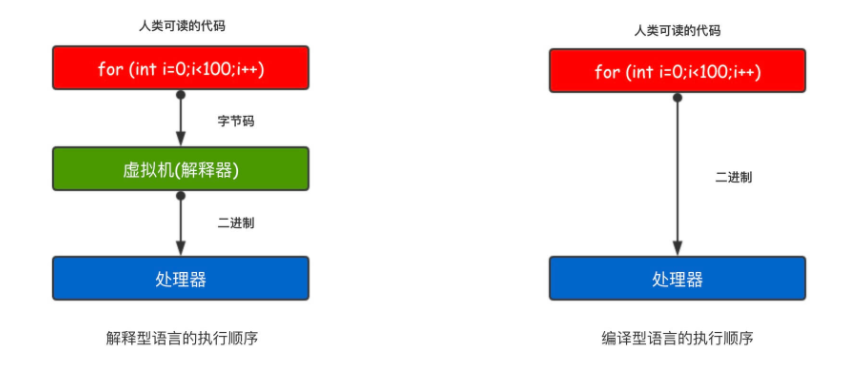 人类可读的代码
for (int i=0;i<100;i++)
字节码
虚拟机(解释器)
二进制
处理器
解释型语言的执行顺序
人类可读的代码
for (int i=0;i<100;i++)
二进制
处理器
编译型语言的执行顺序